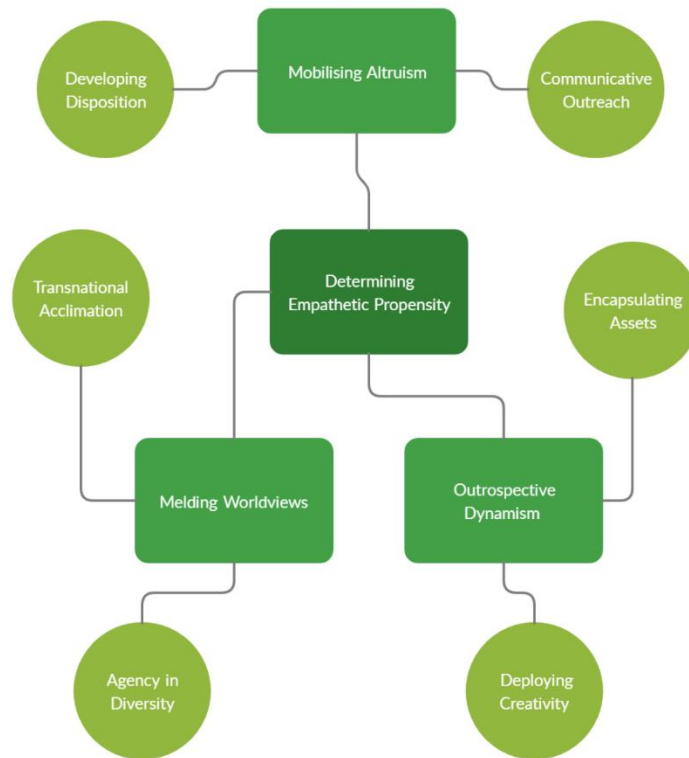 Developing
Disposition
Mobilising Altruism
Communicative
Outreach
Transnational
Acclimation
Determining
Empathetic Propensity
Encapsulating
Assets
Melding Worldviews
Outrospective
Dynamism
Agency in
Diversity
Deploying
Creativity